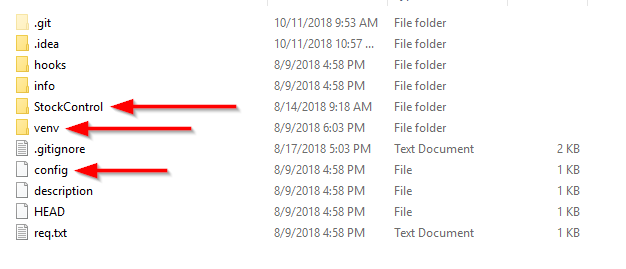 .git 10/11/2018 9:53 AM File folder
.idea 10/11/2018 10:57 ... File folder
hooks 8/9/2018 4:58 PM File folder
info 8/9/2018 4:58 PM File folder
StockControl 8/14/2018 9:18 AM File folder
venv 8/9/2018 6:03 PM File folder
.gitignore 8/17/2018 5:03 PM Text Document 2 KB
config 8/9/2018 4:58 PM File 1 KB
description 8/9/2018 4:58 PM File 1 KB
HEAD 8/9/2018 4:58 PM File 1 KB
req.txt 8/9/2018 4:58 PM Text Document 1 KB